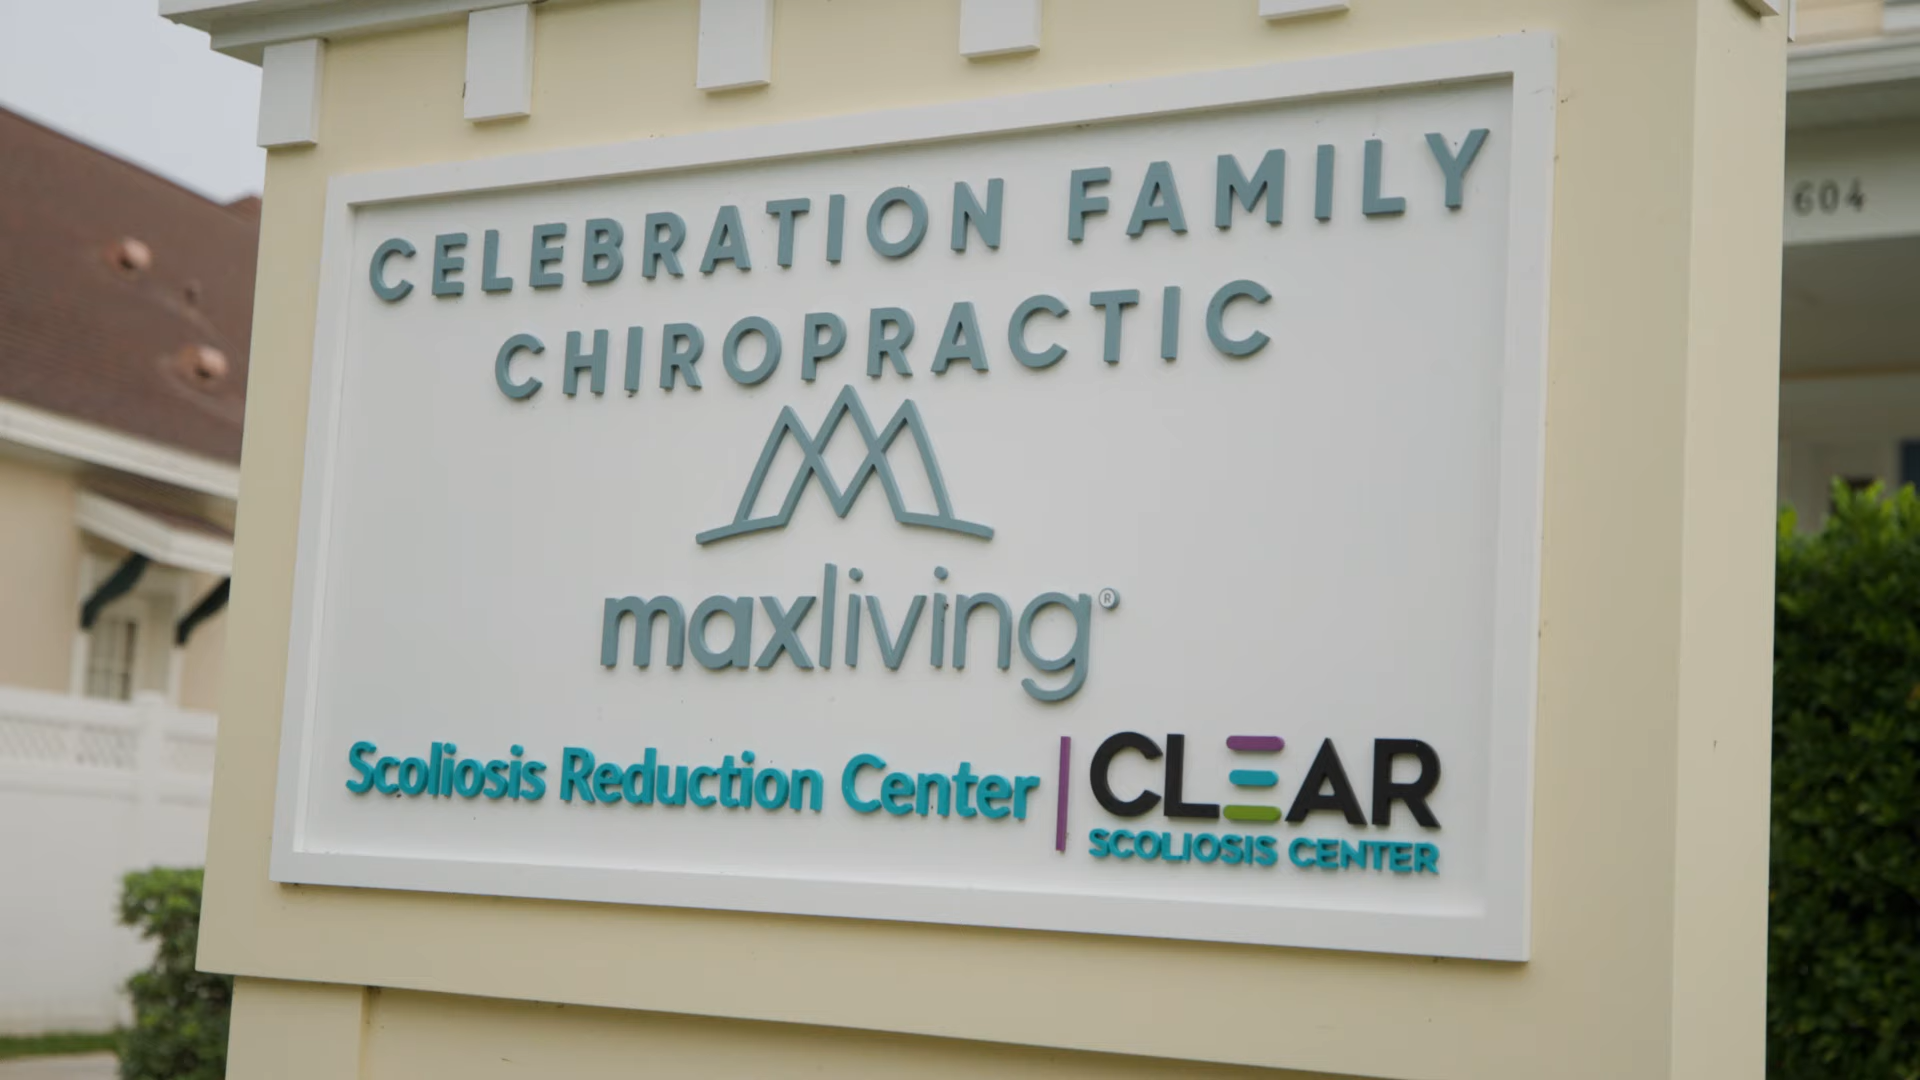 CELEBRATION FAMILY
CHIROPRACTIC
maxliving®
Scoliosis Reduction Center | CLEAR
SCOLIOSIS CENTER
604